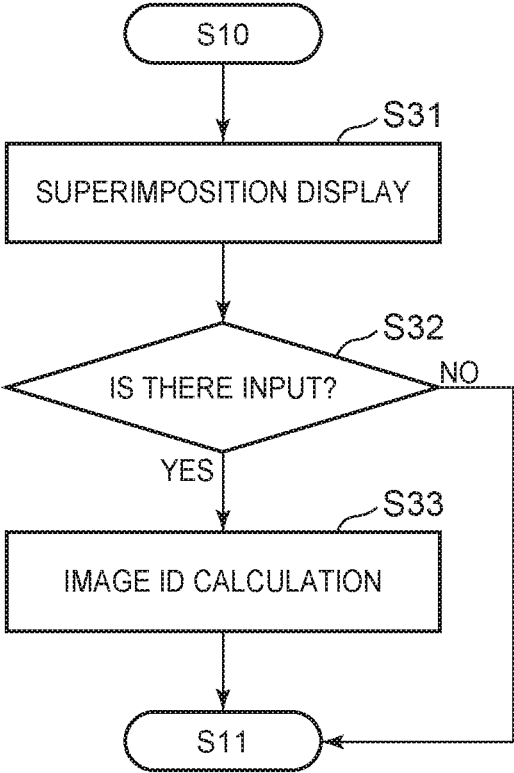 S10
S31
SUPERIMPOSITION DISPLAY
S32
IS THERE INPUT?
NO
YES
S33
IMAGE ID CALCULATION
S11